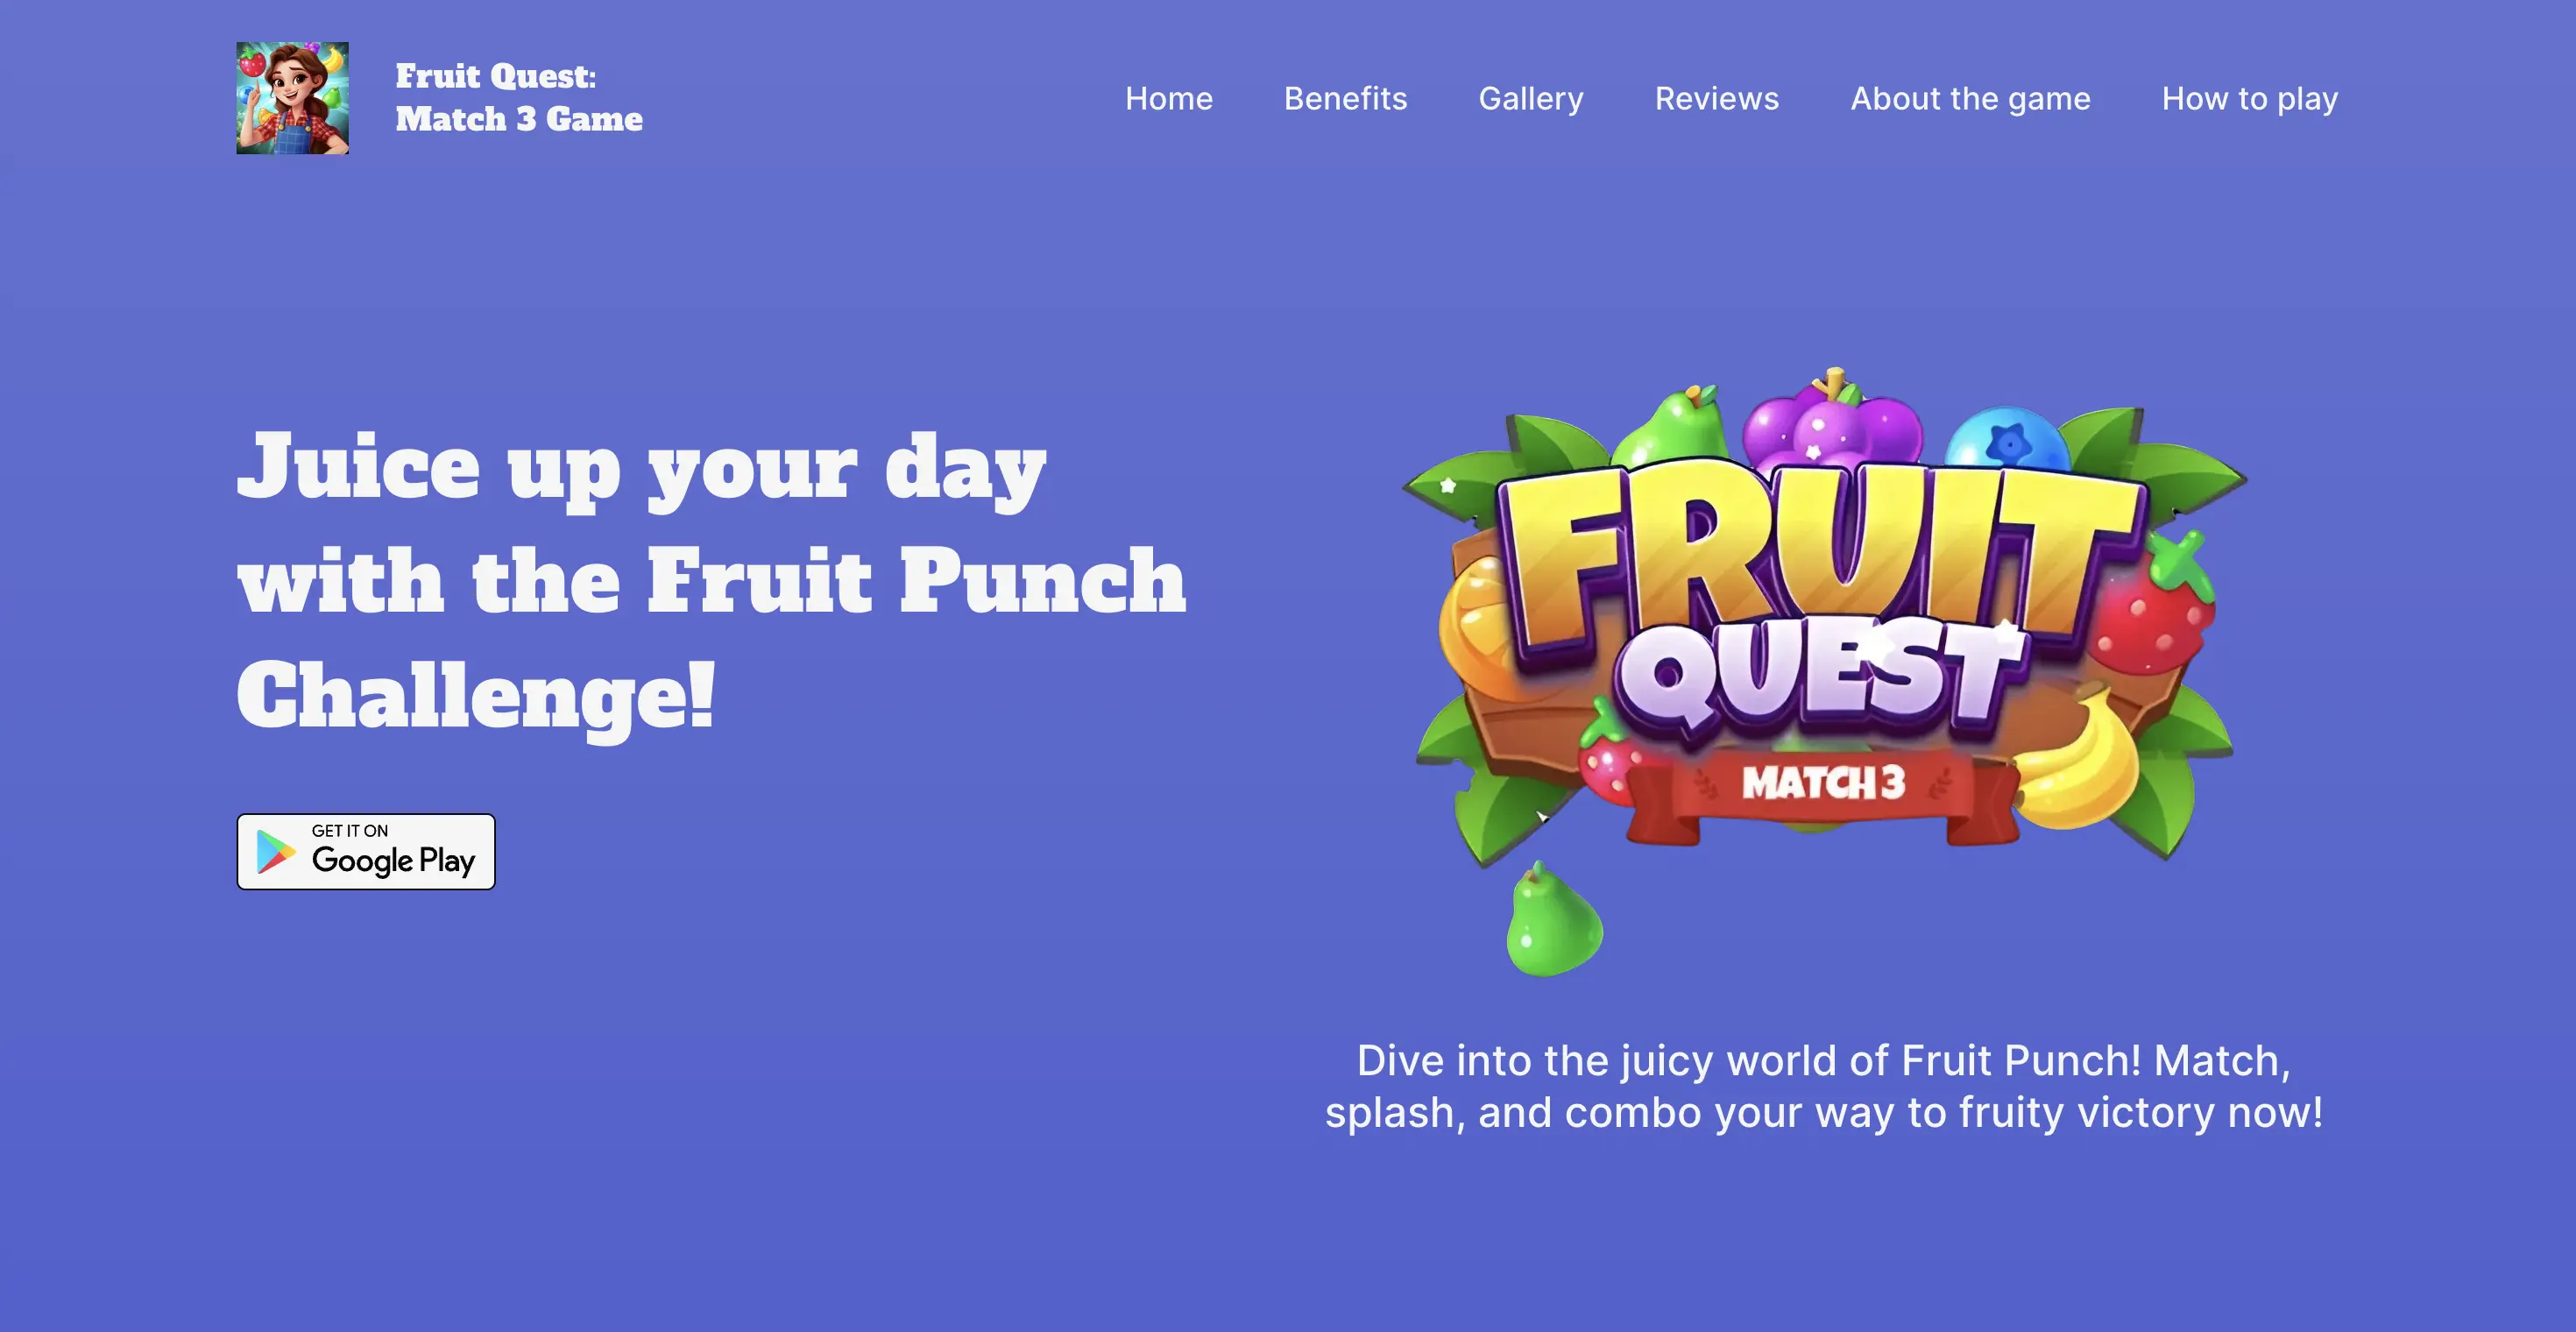 Fruit Quest:
Match 3 Game
Home
Benefits
Gallery
Reviews
About the game
How to play
Juice up your day
with the Fruit Punch
Challenge!
GET IT ON
Google Play
FRUIT
QUEST
MATCH 3
Dive into the juicy world of Fruit Punch! Match,
splash, and combo your way to fruity victory now!